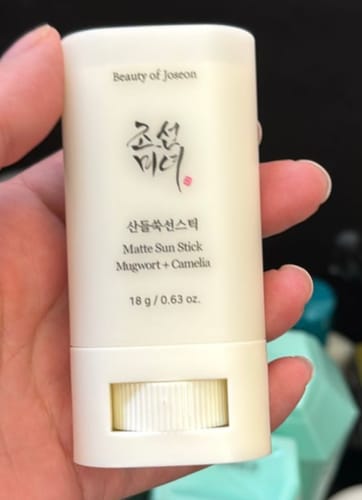 Beauty of Joseon
조선
미녀
산들쑥선스틱
Matte Sun Stick
Mugwort + Camelia
18 g / 0.63 oz.